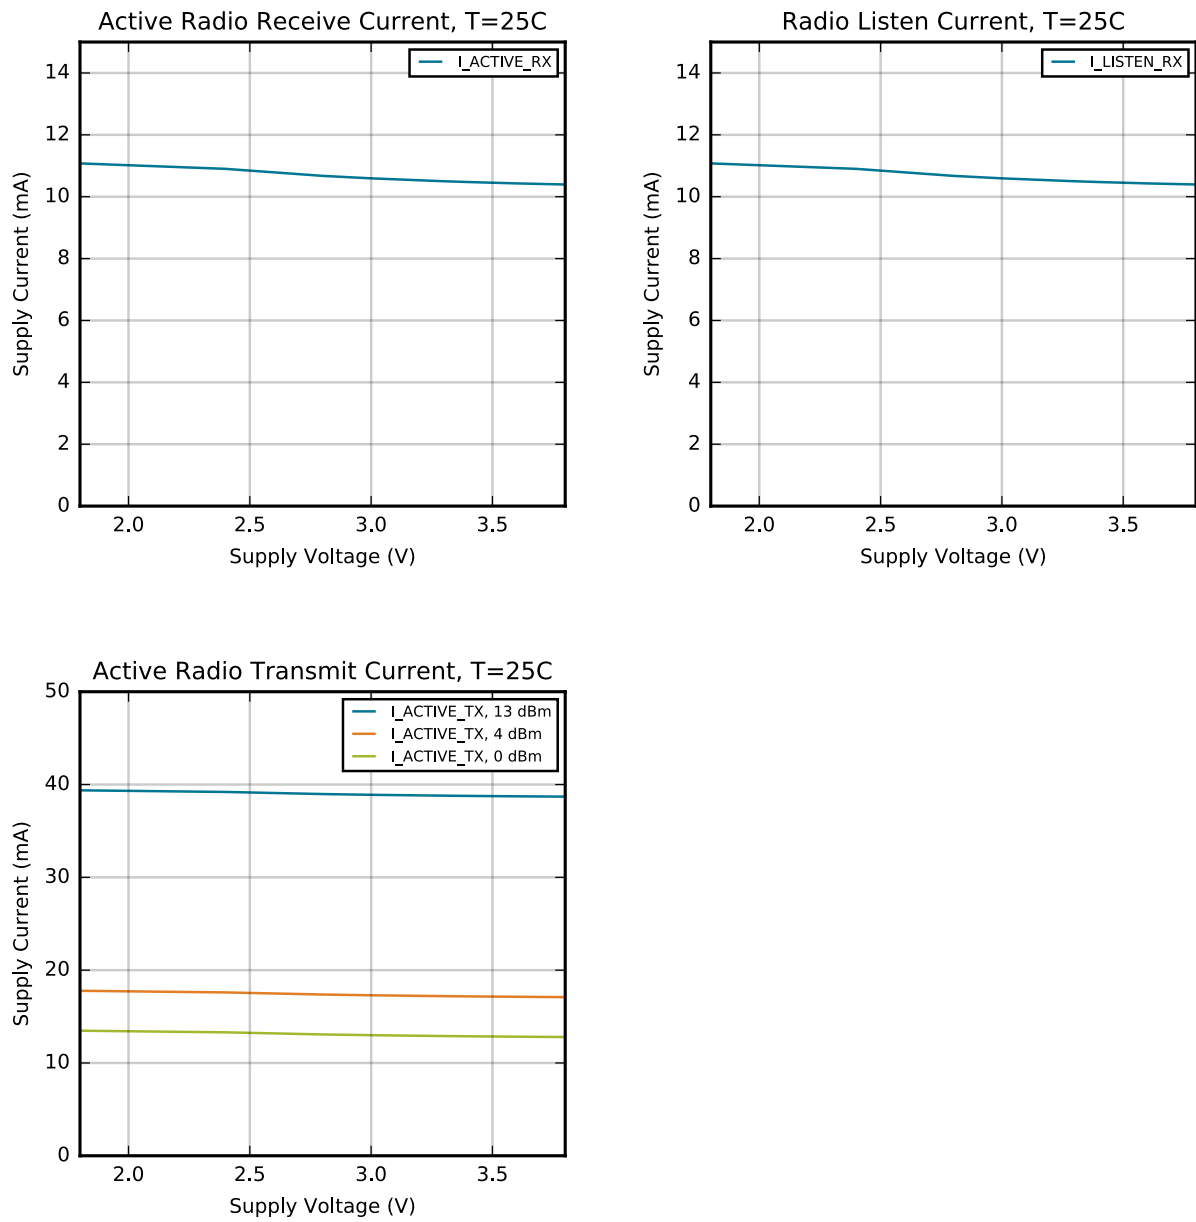 Active Radio Receive Current, T=25C
I_ACTIVE_RX
14
12
10
8
6
4
2
0
Supply Current (mA)
2.0 2.5 3.0 3.5
Supply Voltage (V)
Radio Listen Current, T=25C
I_LISTEN_RX
14
12
10
8
6
4
2
0
Supply Current (mA)
2.0 2.5 3.0 3.5
Supply Voltage (V)
Active Radio Transmit Current, T=25C
I_ACTIVE_TX, 13 dBm
I_ACTIVE_TX, 4 dBm
I_ACTIVE_TX, 0 dBm
50
40
30
20
10
0
Supply Current (mA)
2.0 2.5 3.0 3.5
Supply Voltage (V)